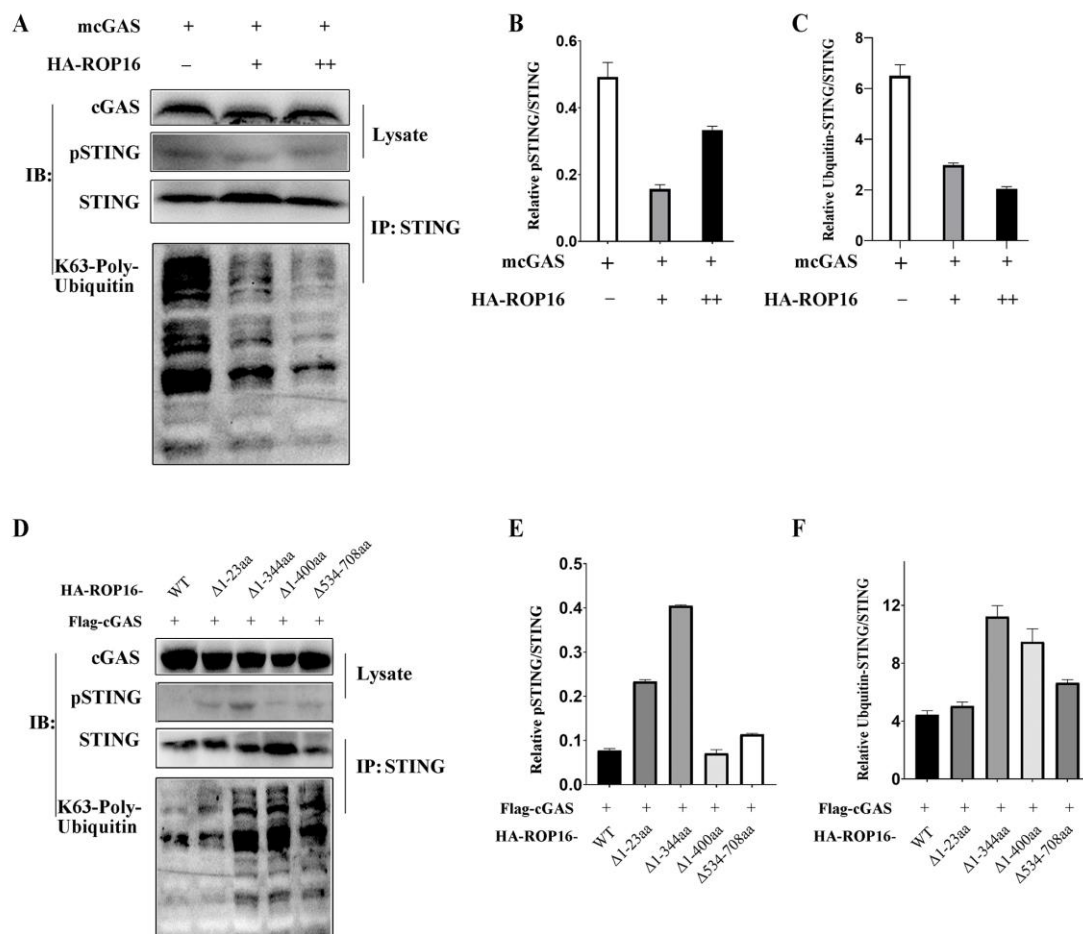 A
mcGAS + + +
HA-ROP16 – + ++
cGAS
pSTING
Lysate
IB:
STING
IP: STING
K63-Poly-
Ubiquitin
B
Relative pSTING/STING
0.6
0.4
0.2
0.0
mcGAS + + +
HA-ROP16 – + ++
C
Relative Ubquitin-STING/STING
8
6
4
2
0
mcGAS + + +
HA-ROP16 – + ++
D
HA-ROP16- WT Δ1-23aa Δ1-344aa Δ1-400aa Δ534-708aa
Flag-cGAS + + + + +
cGAS
Lysate
pSTING
IB:
STING
IP: STING
K63-Poly-
Ubiquitin
E
Relative pSTING/STING
0.5
0.4
0.3
0.2
0.1
0.0
Flag-cGAS + + + + +
HA-ROP16- WT Δ1-23aa Δ1-344aa Δ1-400aa Δ534-708aa
F
Relative Ubquitin-STING/STING
12
8
4
0
Flag-cGAS + + + + +
HA-ROP16- WT Δ1-23aa Δ1-344aa Δ1-400aa Δ534-708aa